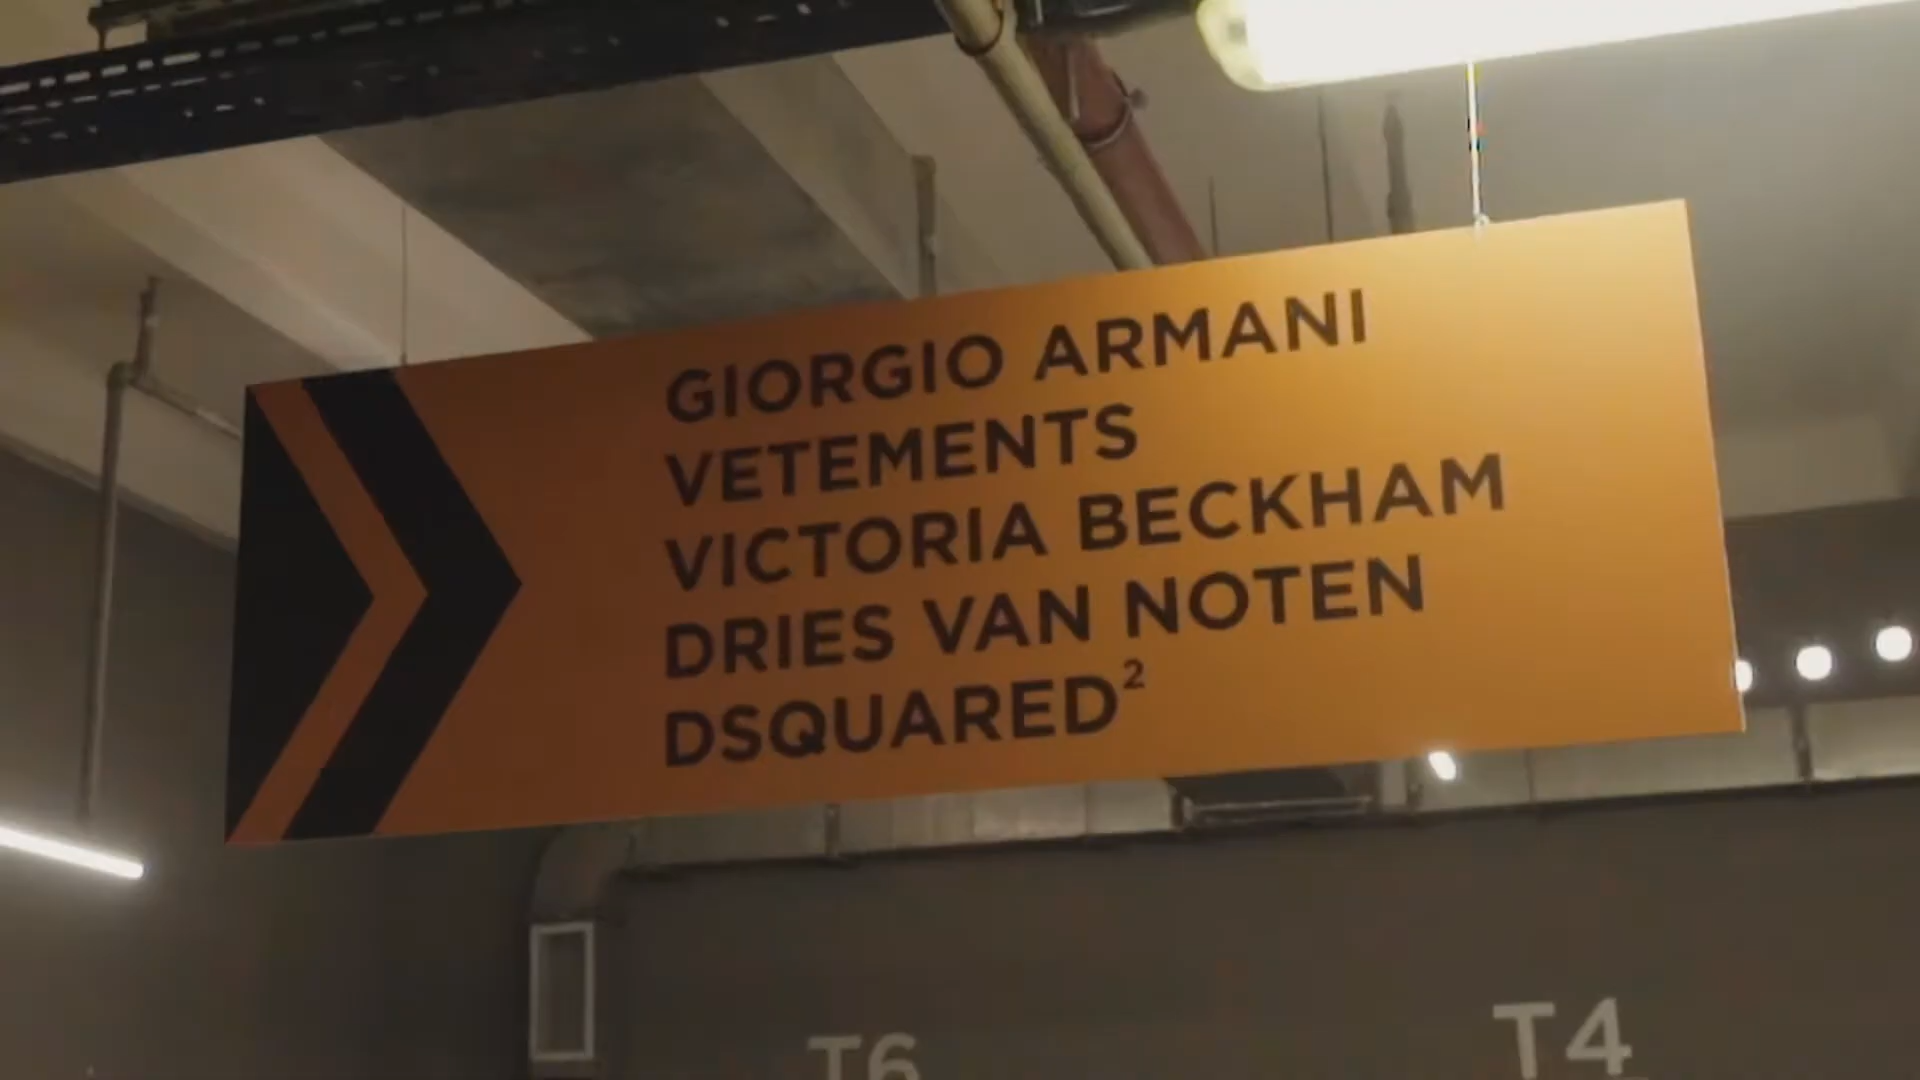 GIORGIO ARMANI
VETEMENTS
VICTORIA BECKHAM
DRIES VAN NOTEN
DSQUARED²
T6
T4